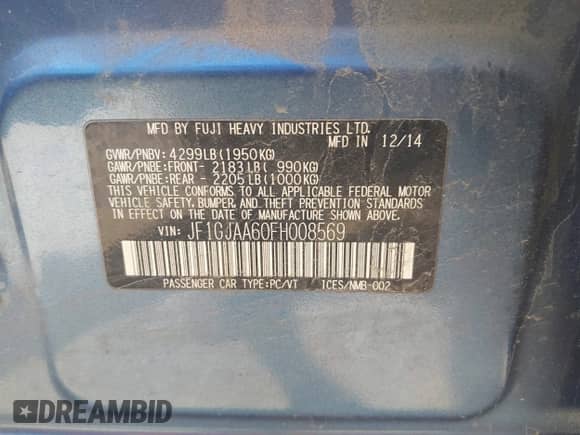 MFD BY FUJI HEAVY INDUSTRIES LTD.
MFD IN 12/14
GVWR/PNBV: 4299LB(1950KG)
GAWR/PNBE:FRONT- 2183LB( 990KG)
GAWR/PNBE:REAR - 2205LB(1000KG)
THIS VEHICLE CONFORMS TO ALL APPLICABLE FEDERAL MOTOR
VEHICLE SAFETY,BUMPER, AND THEFT PREVENTION STANDARDS
IN EFFECT ON THE DATE OF MANUFACTURE SHOWN ABOVE.
VIN: JF1GJAA60FH008569
PASSENGER CAR TYPE:PC/VT ICES/NMB-002
DREAMBID